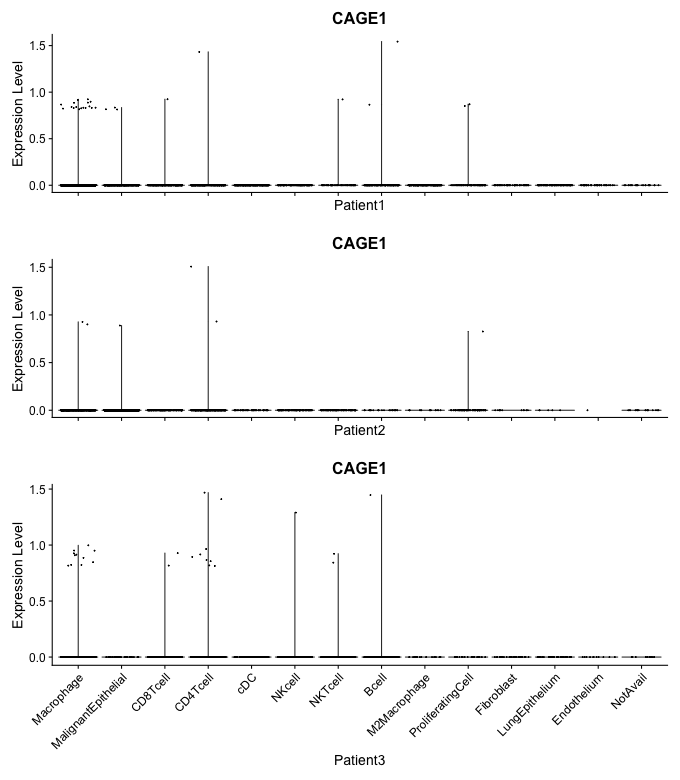 CAGE1
Expression Level
1.5
1.0
0.5
0.0
Patient1
CAGE1
Expression Level
1.5
1.0
0.5
0.0
Patient2
CAGE1
Expression Level
1.5
1.0
0.5
0.0
Macrophage
MalignantEpithelial
CD8Tcell
CD4Tcell
cDC
NKcell
NKTcell
Bcell
M2Macrophage
ProliferatingCell
Fibroblast
LungEpithelium
Endothelium
NotAvail
Patient3